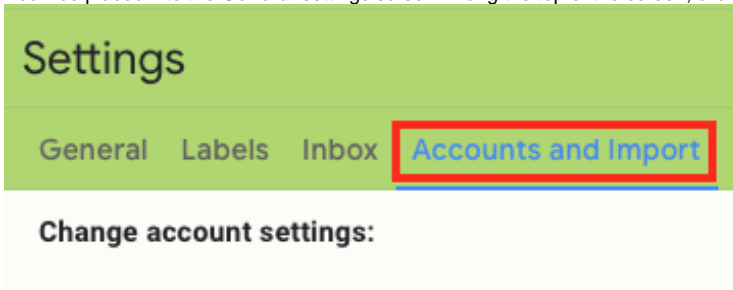 Settings
General Labels Inbox Accounts and Import
Change account settings: